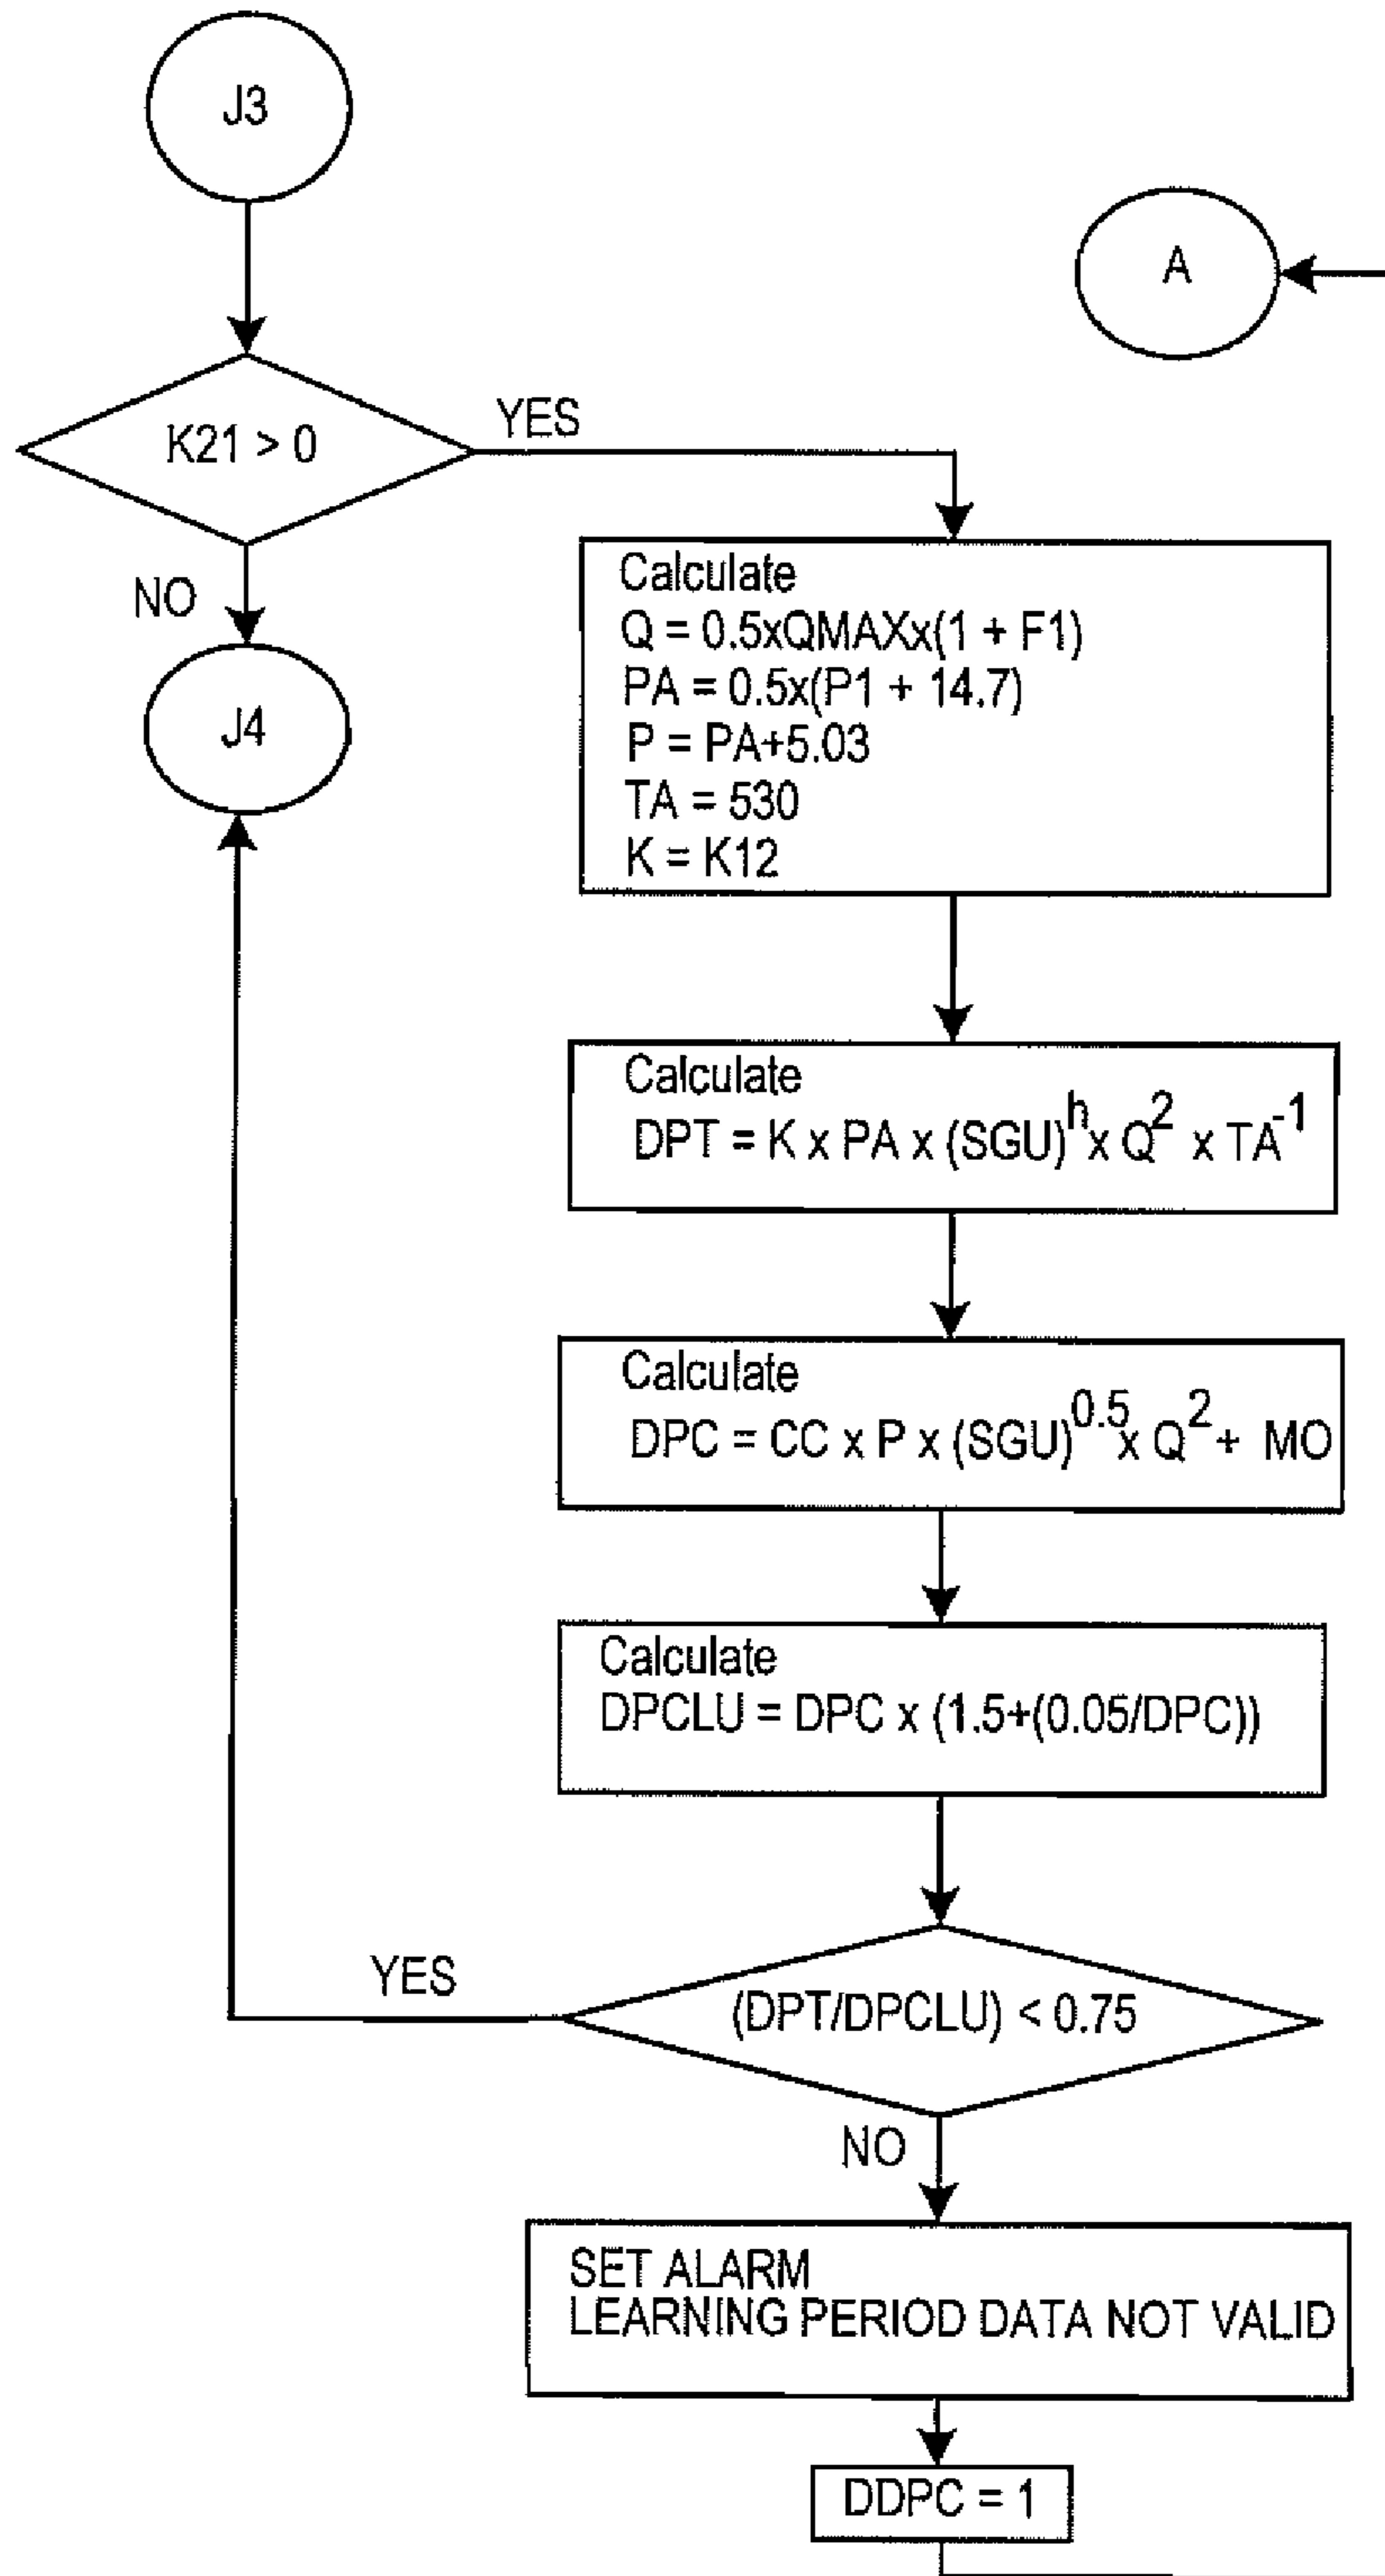 J3
A
K21 > 0
YES
NO
J4
Calculate
Q = 0.5xQMAXx(1 + F1)
PA = 0.5x(P1 + 14.7)
P = PA+5.03
TA = 530
K = K12
Calculate
DPT = K x PA x (SGU)^h x Q^2 x TA^-1
Calculate
DPC = CC x P x (SGU)^0.5 x Q^2 + MO
Calculate
DPCLU = DPC x (1.5+(0.05/DPC))
YES
(DPT/DPCLU) < 0.75
NO
SET ALARM
LEARNING PERIOD DATA NOT VALID
DDPC = 1